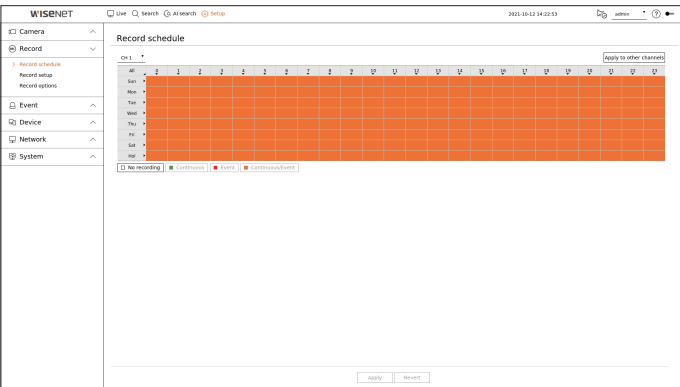 WISENET
Live Search AI search Setup 2021-10-12 14:22:53 admin ?
Camera
Record
Record schedule
Record setup
Record options
Event
Device
Network
System
Record schedule
CH 1 Apply to other channels
All 0 1 2 3 4 5 6 7 8 9 10 11 12 13 14 15 16 17 18 19 20 21 22 23
Sun
Mon
Tue
Wed
Thu
Fri
Sat
Hol
No recording Continuous Event Continuous/Event
Apply Revert